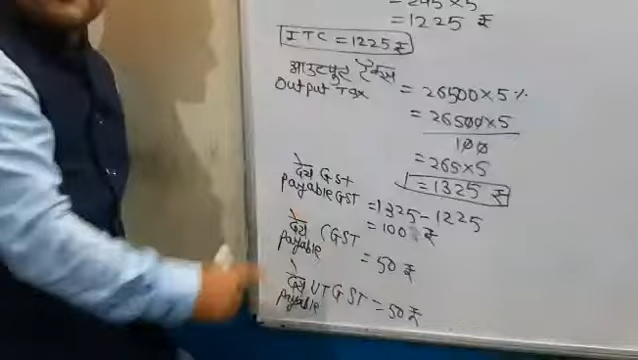 = 245×5
= 1225 ₹
ITC = 1225 ₹
आउटपुट टैक्स
Output Tax = 26500×5%
= 26500×5
100
= 265×5
= 1325 ₹
देय GST
payable GST = 1325-1225
= 100 ₹
देय CGST
payable = 50 ₹
देय UTGST
payable = 50 ₹